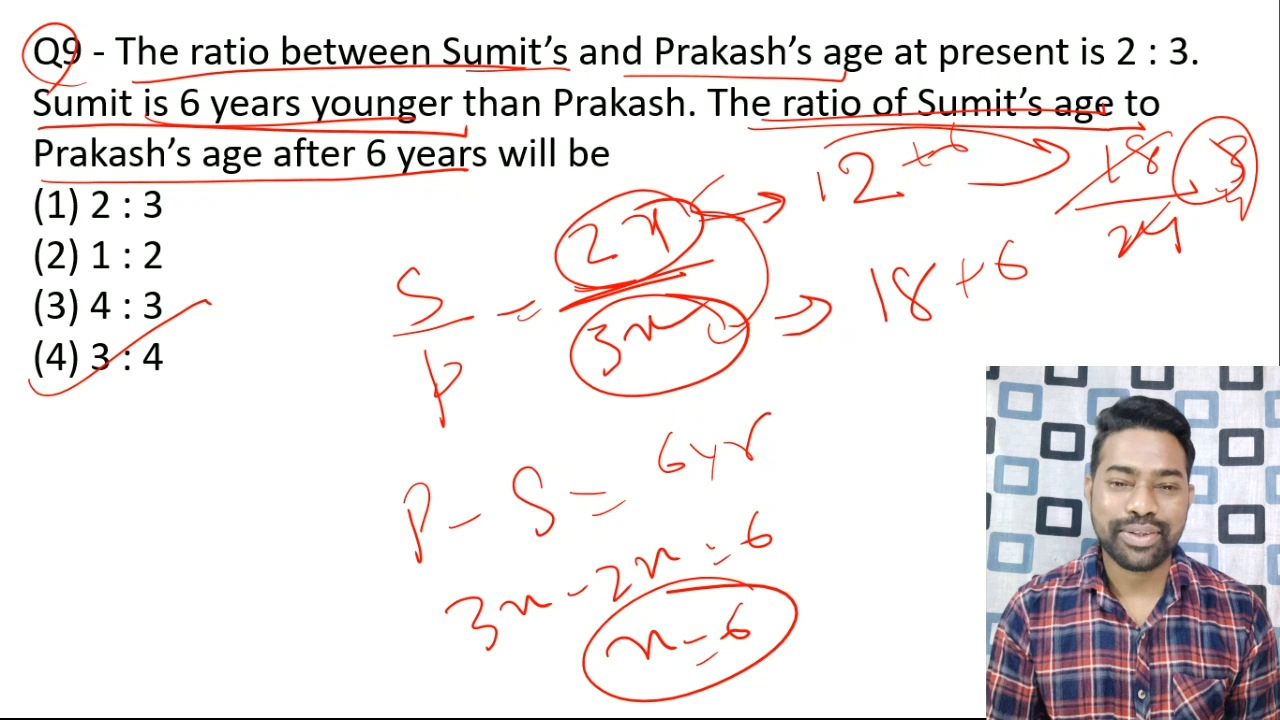 Q9 - The ratio between Sumit's and Prakash's age at present is 2 : 3.
Sumit is 6 years younger than Prakash. The ratio of Sumit's age to
Prakash's age after 6 years will be
(1) 2 : 3
(2) 1 : 2
(3) 4 : 3
(4) 3 : 4
12 +6
18 3
24 4
S/P = 2x/3x
18 + 6
P - S = 6yr
3x - 2x = 6
x = 6